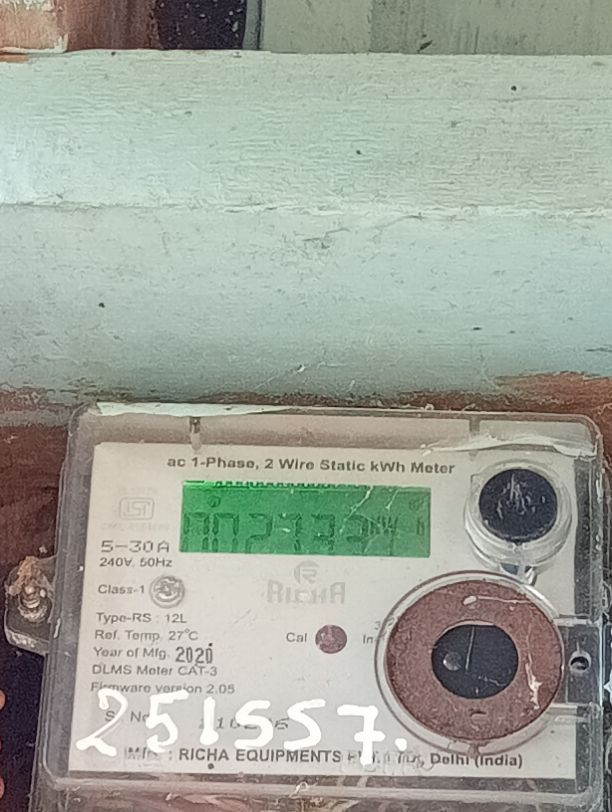 ac 1-Phase, 2 Wire Static kWh Meter
ISI
5-30A
240V, 50Hz
Class-1
RICHA
Type-RS : 12L
Ref. Temp. 27°C
Cal
Year of Mfg. 2020
DLMS Meter CAT-3
Firmware version 2.05
251557.
RICHA EQUIPMENTS Delhi (India)